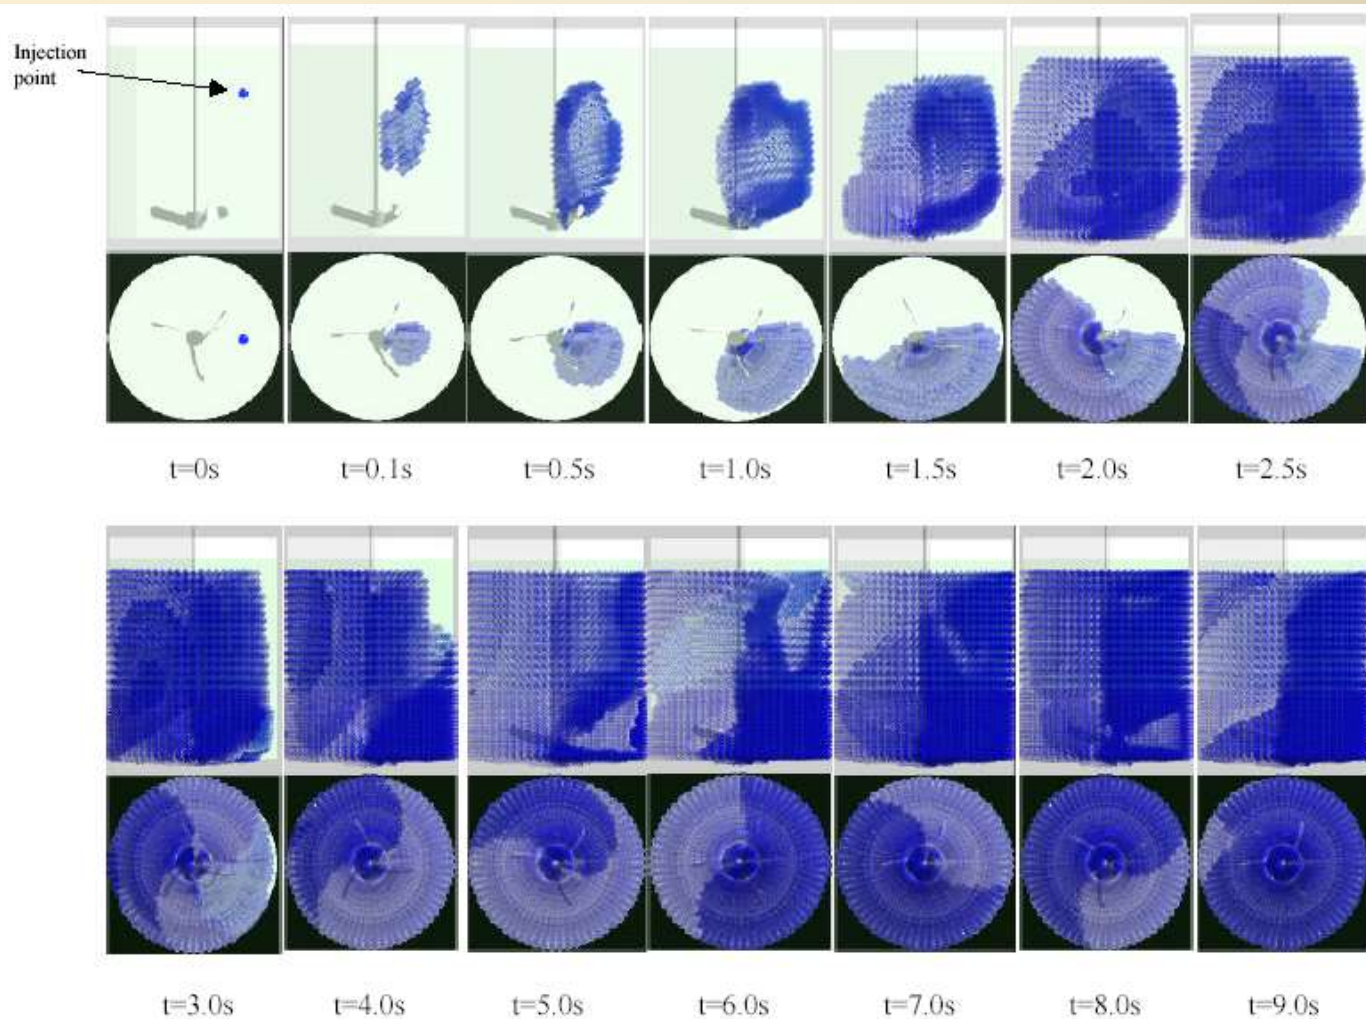 Injection
point
t=0s
t=0.1s
t=0.5s
t=1.0s
t=1.5s
t=2.0s
t=2.5s
t=3.0s
t=4.0s
t=5.0s
t=6.0s
t=7.0s
t=8.0s
t=9.0s